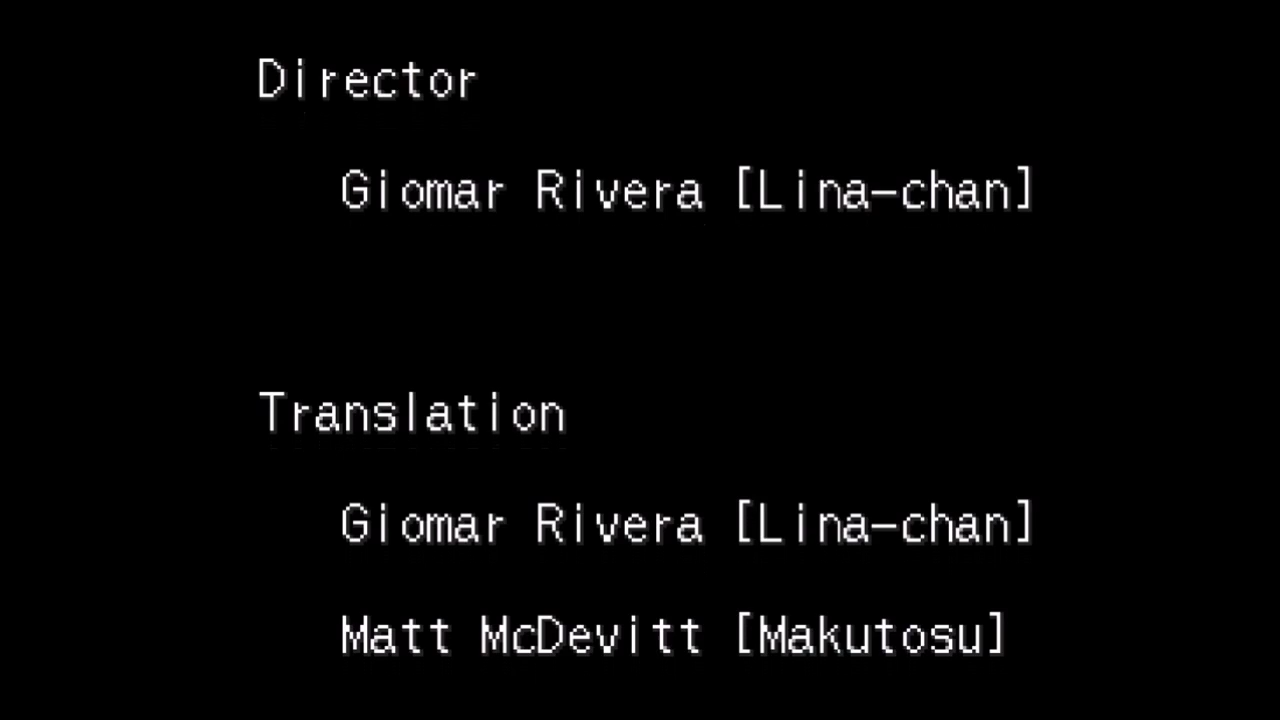 Director
Giomar Rivera [Lina-chan]
Translation
Giomar Rivera [Lina-chan]
Matt McDevitt [Makutosu]